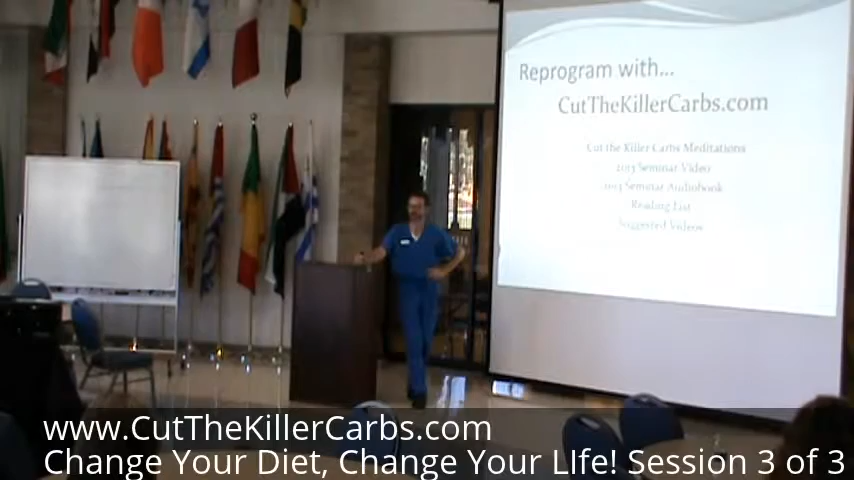 Reprogram with...
CutTheKillerCarbs.com
Cut the Killer Carbs Meditations
2013 Seminar Video
2013 Seminar Audiobook
Reading List
Suggested Videos
www.CutTheKillerCarbs.com
Change Your Diet, Change Your LIfe! Session 3 of 3